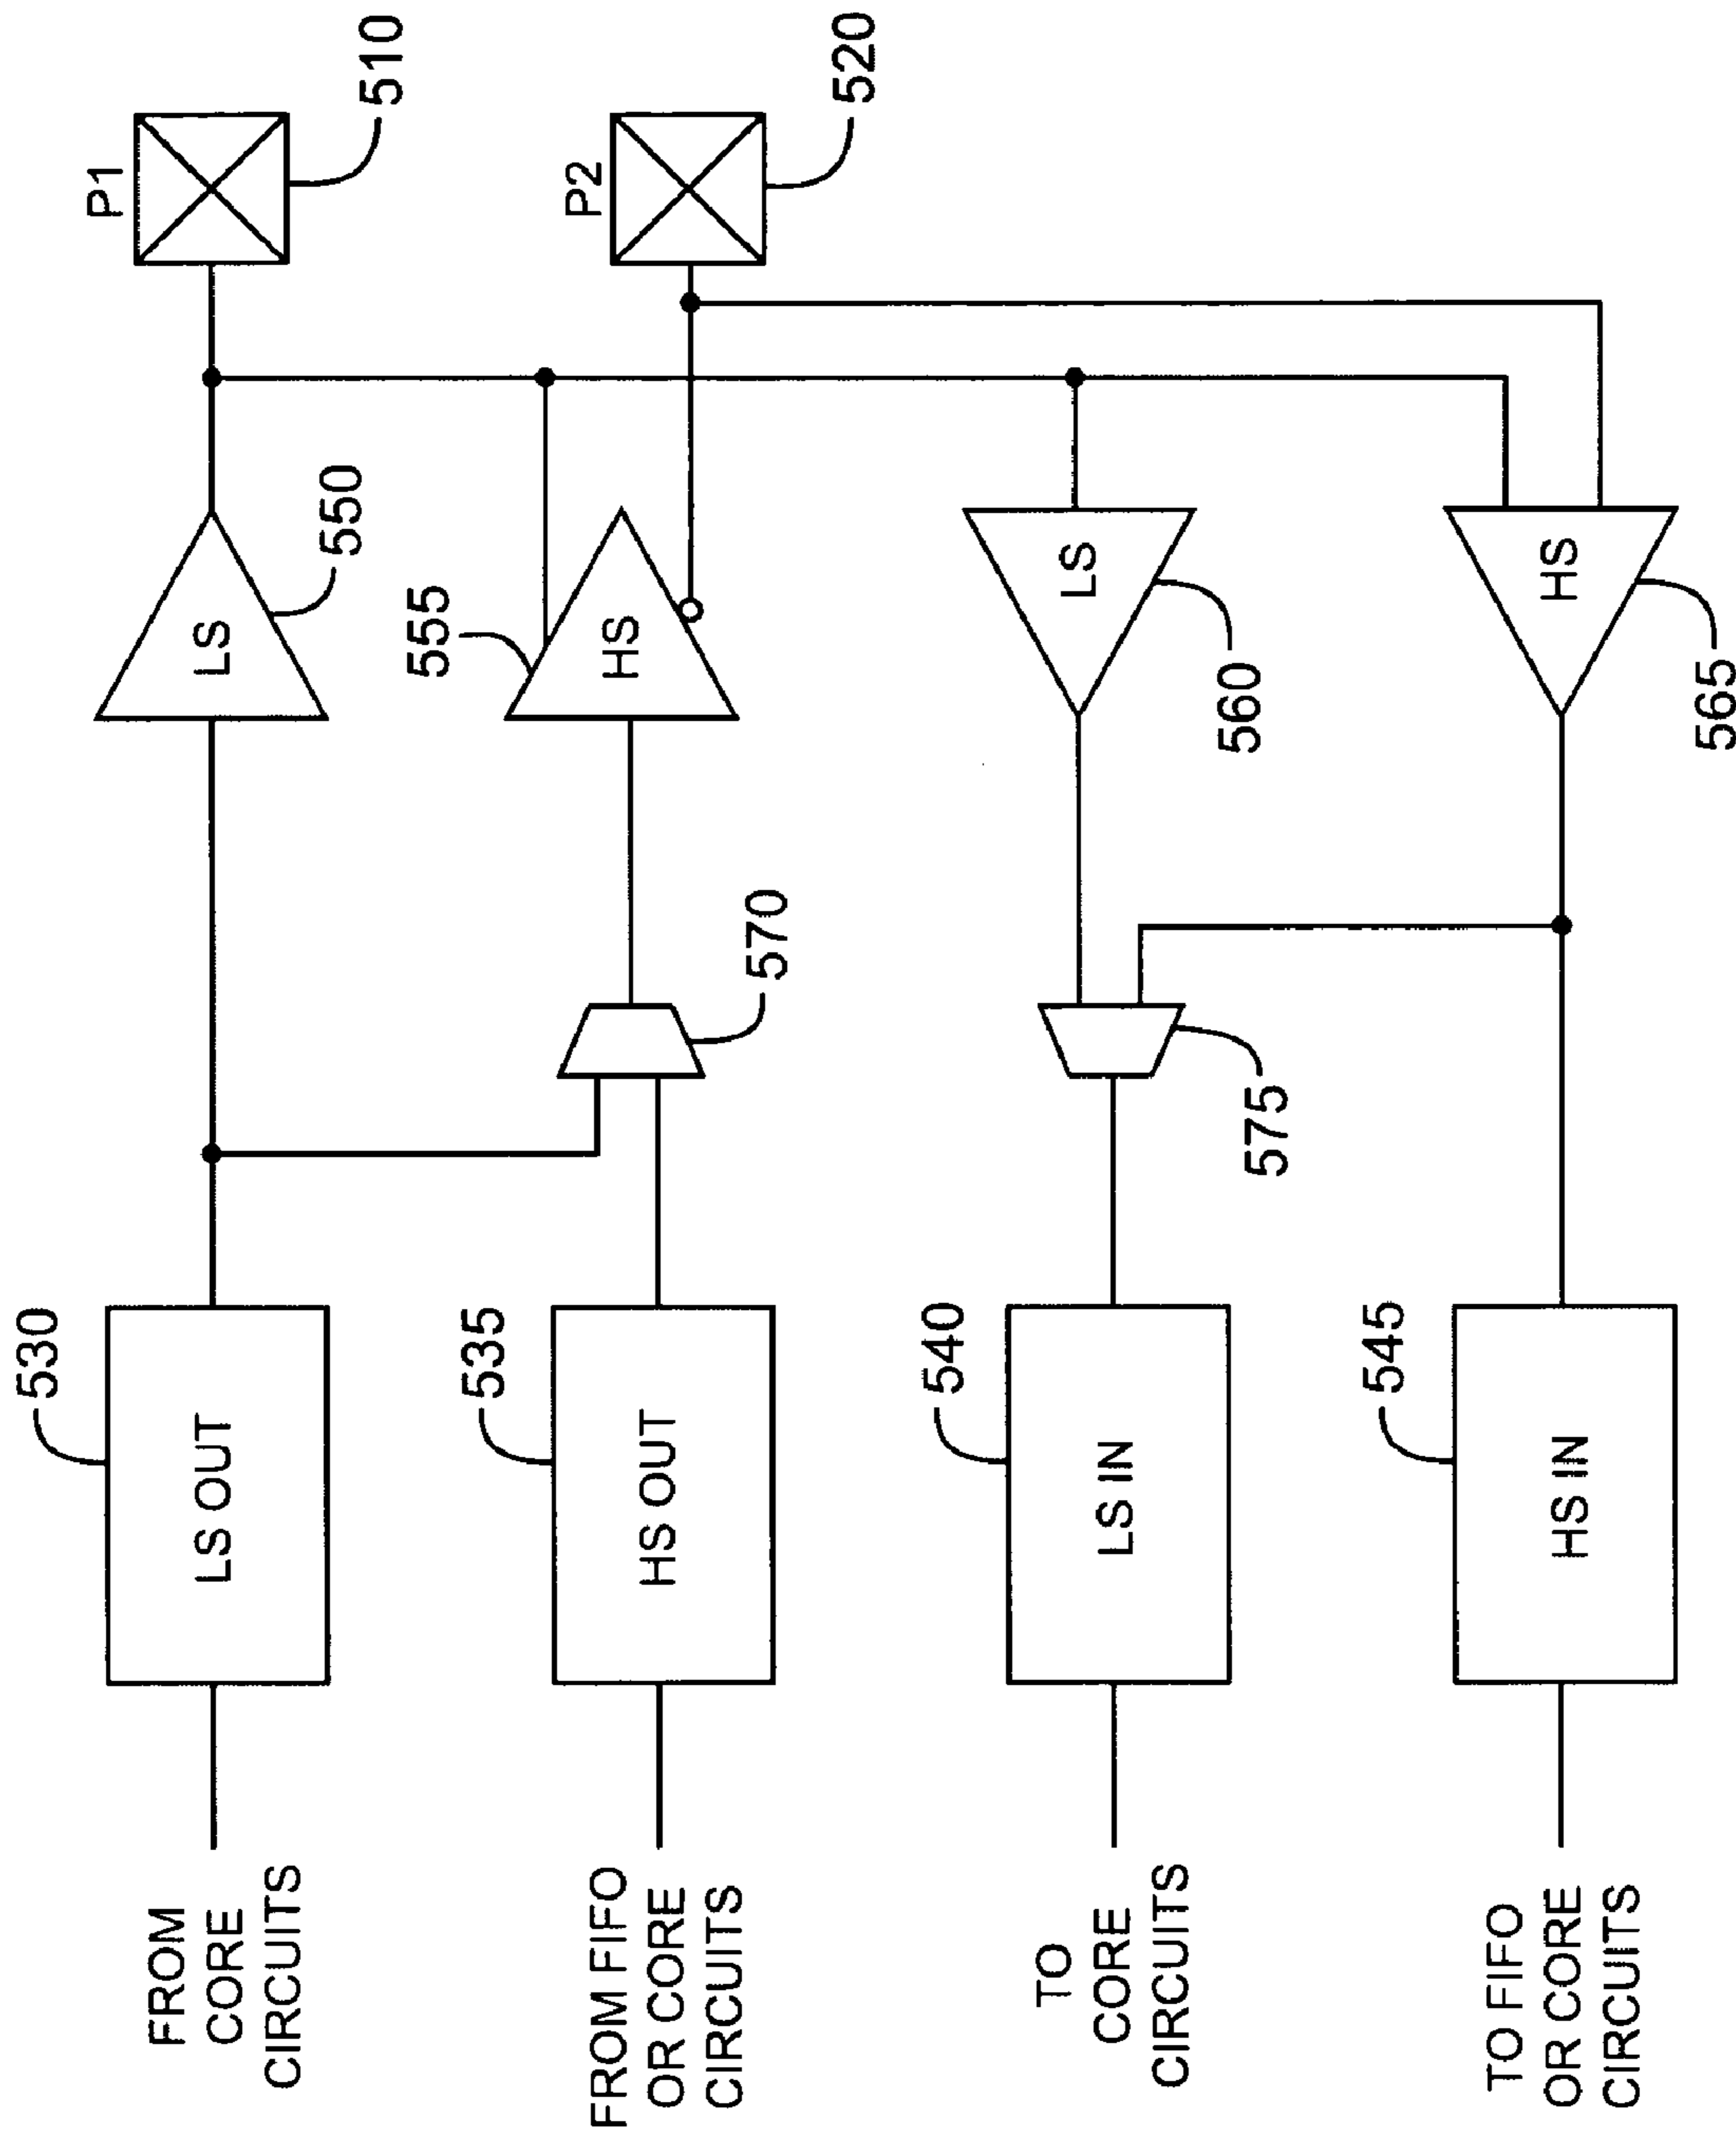 P1
510
P2
520
LS
550
555
HS
LS
560
HS
565
570
575
530
LS OUT
535
HS OUT
540
LS IN
545
HS IN
FROM
CORE
CIRCUITS
FROM FIFO
OR CORE
CIRCUITS
TO
CORE
CIRCUITS
TO FIFO
OR CORE
CIRCUITS